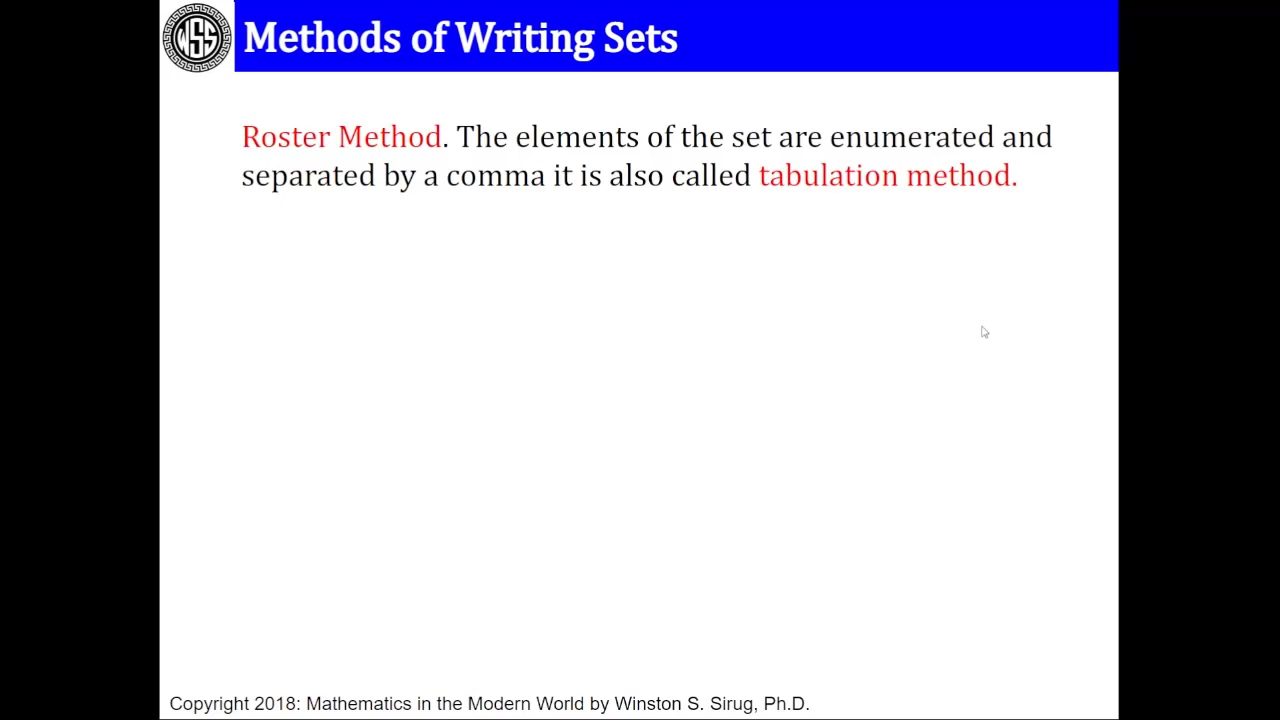 WSS
Methods of Writing Sets
Roster Method. The elements of the set are enumerated and
separated by a comma it is also called tabulation method.
Copyright 2018: Mathematics in the Modern World by Winston S. Sirug, Ph.D.